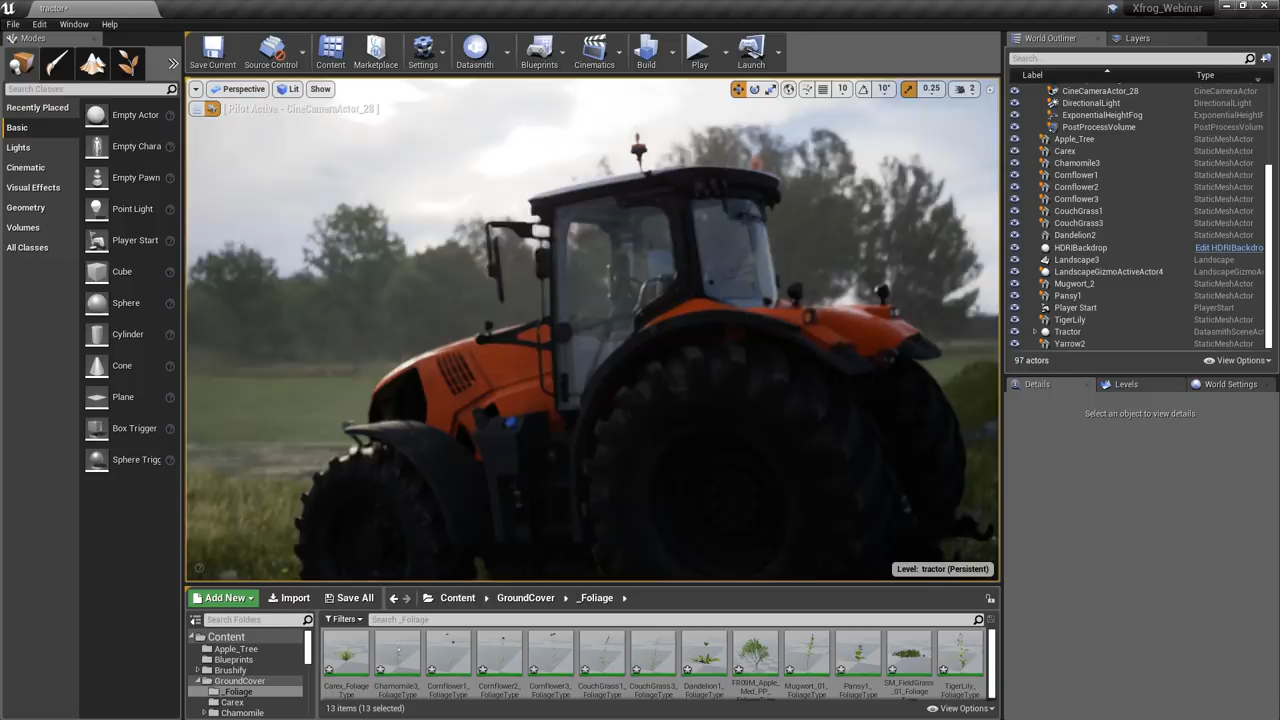 tractor*
Xfrog_Webinar
File Edit Window Help
Modes
Search Classes
Recently Placed
Basic
Lights
Cinematic
Visual Effects
Geometry
Volumes
All Classes
Empty Actor
Empty Chara
Empty Pawn
Point Light
Player Start
Cube
Sphere
Cylinder
Cone
Plane
Box Trigger
Sphere Trigg
Save Current Source Control Content Marketplace Settings Datasmith Blueprints Cinematics Build Play Launch
Perspective Lit Show
[ Pilot Active - CineCameraActor_28 ]
10 10° 0.25 2
Level: tractor (Persistent)
World Outliner Layers
Search...
Label Type
CineCameraActor_28 CineCameraActor
DirectionalLight DirectionalLight
ExponentialHeightFog ExponentialHeightF
PostProcessVolume PostProcessVolum
Apple_Tree StaticMeshActor
Carex StaticMeshActor
Chamomile3 StaticMeshActor
Cornflower1 StaticMeshActor
Cornflower2 StaticMeshActor
Cornflower3 StaticMeshActor
CouchGrass1 StaticMeshActor
CouchGrass3 StaticMeshActor
Dandelion2 StaticMeshActor
HDRIBackdrop Edit HDRIBackdro
Landscape3 Landscape
LandscapeGizmoActiveActor4 LandscapeGizmoA
Mugwort_2 StaticMeshActor
Pansy1 StaticMeshActor
Player Start PlayerStart
TigerLily StaticMeshActor
Tractor DatasmithSceneAct
Yarrow2 StaticMeshActor
97 actors View Options
Details Levels World Settings
Select an object to view details
Add New Import Save All Content GroundCover _Foliage
Search Folders
Content
Apple_Tree
Blueprints
Brushify
GroundCover
_Foliage
Carex
Chamomile
Filters Search _Foliage
Carex_Foliage Type
Chamomile3 _FoliageType
Cornflower1_ FoliageType
Cornflower2_ FoliageType
Cornflower3_ FoliageType
CouchGrass1_ FoliageType
CouchGrass3_ FoliageType
Dandelion1_ FoliageType
FR09M_Apple_ Med_PP_ FoliageType
Mugwort_01_ FoliageType
Pansy1_ FoliageType
SM_FieldGrass _01_Foliage Type
TigerLily_ FoliageType
13 items (13 selected) View Options